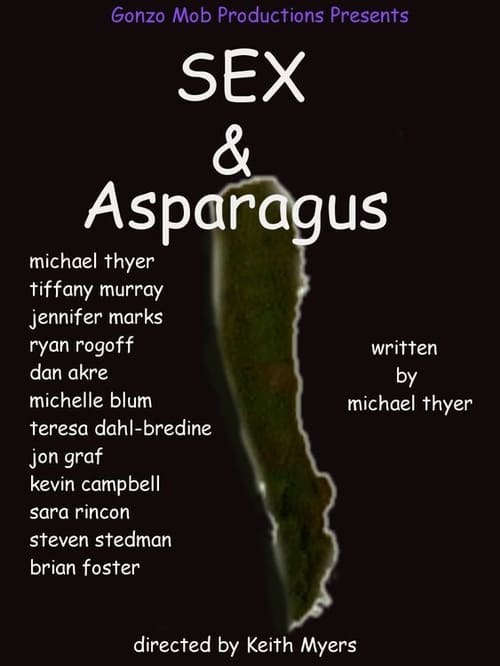 Gonzo Mob Productions Presents
SEX
&
Asparagus
michael thyer
tiffany murray
jennifer marks
ryan rogoff
dan akre
michelle blum
teresa dahl-bredine
jon graf
kevin campbell
sara rincon
steven stedman
brian foster
written
by
michael thyer
directed by Keith Myers